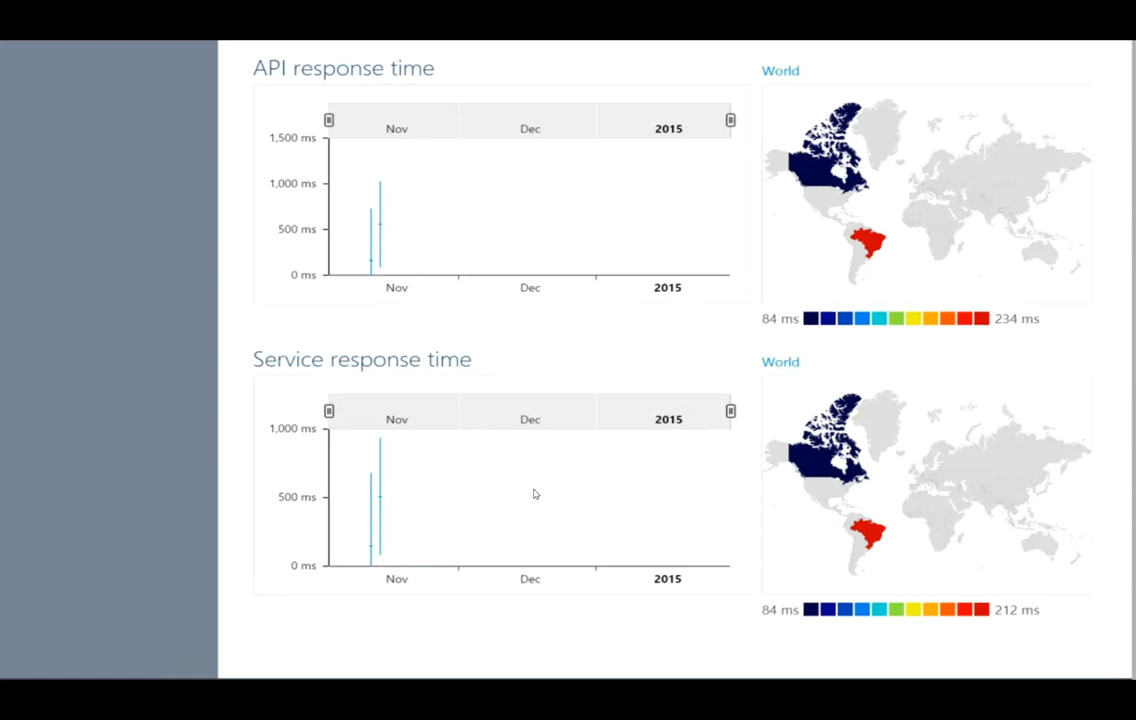 API response time
World
Nov Dec 2015
1,500 ms
1,000 ms
500 ms
0 ms
Nov Dec 2015
84 ms 234 ms
Service response time
World
Nov Dec 2015
1,000 ms
500 ms
0 ms
Nov Dec 2015
84 ms 212 ms